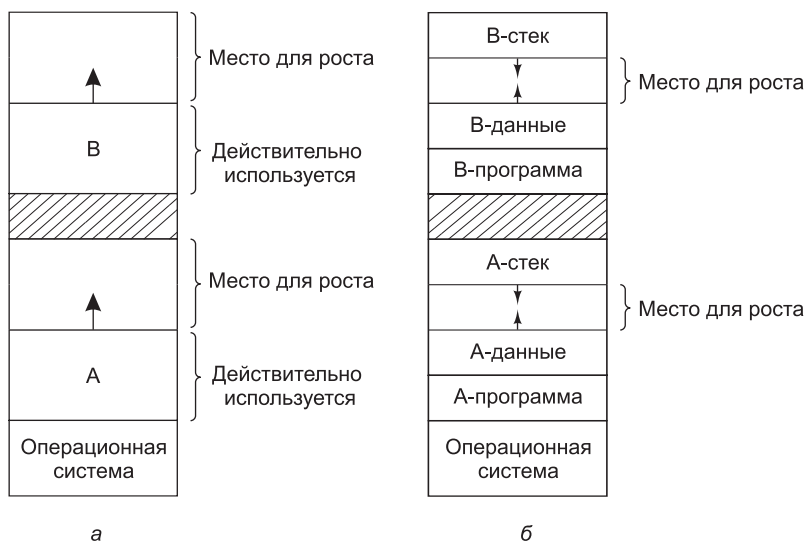 Место для роста
В
Действительно
используется
Место для роста
А
Действительно
используется
Операционная
система
а
В-стек
Место для роста
В-данные
В-программа
А-стек
Место для роста
А-данные
А-программа
Операционная
система
б